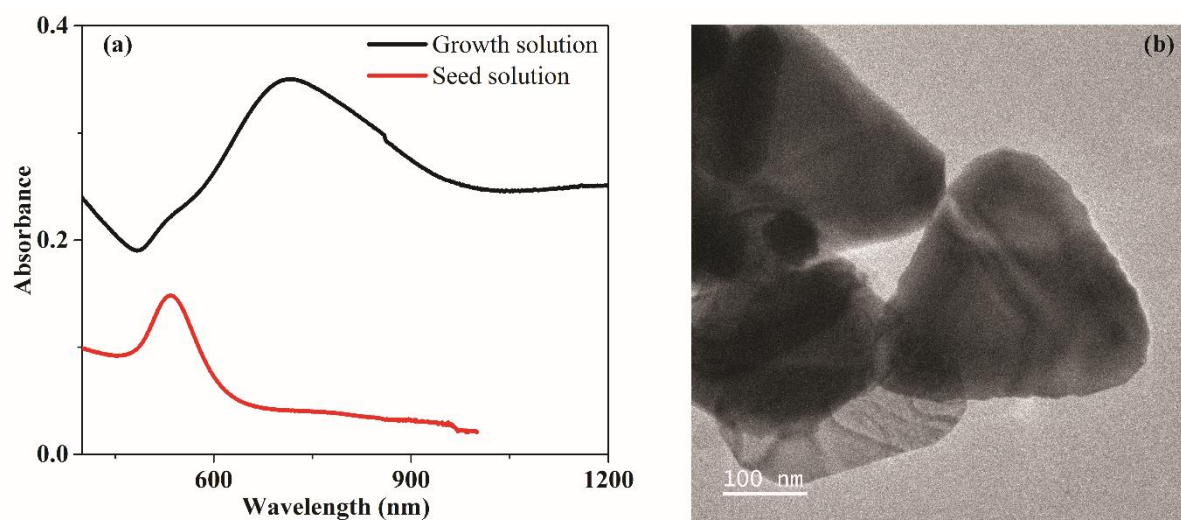 (a)
Growth solution
Seed solution
0.4
0.2
0.0
Absorbance
600
900
1200
Wavelength (nm)
(b)
100 nm